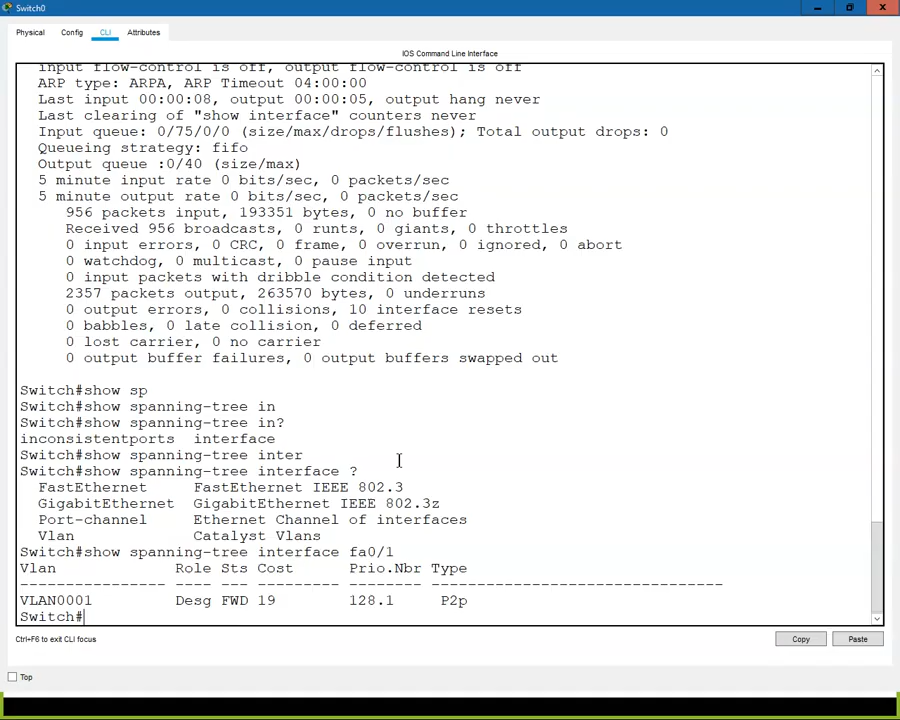 Switch0
Physical Config CLI Attributes
IOS Command Line Interface
input flow-control is off, output flow-control is off
ARP type: ARPA, ARP Timeout 04:00:00
Last input 00:00:08, output 00:00:05, output hang never
Last clearing of "show interface" counters never
Input queue: 0/75/0/0 (size/max/drops/flushes); Total output drops: 0
Queueing strategy: fifo
Output queue :0/40 (size/max)
5 minute input rate 0 bits/sec, 0 packets/sec
5 minute output rate 0 bits/sec, 0 packets/sec
956 packets input, 193351 bytes, 0 no buffer
Received 956 broadcasts, 0 runts, 0 giants, 0 throttles
0 input errors, 0 CRC, 0 frame, 0 overrun, 0 ignored, 0 abort
0 watchdog, 0 multicast, 0 pause input
0 input packets with dribble condition detected
2357 packets output, 263570 bytes, 0 underruns
0 output errors, 0 collisions, 10 interface resets
0 babbles, 0 late collision, 0 deferred
0 lost carrier, 0 no carrier
0 output buffer failures, 0 output buffers swapped out
Switch#show sp
Switch#show spanning-tree in
Switch#show spanning-tree in?
inconsistentports interface
Switch#show spanning-tree inter
Switch#show spanning-tree interface ?
FastEthernet FastEthernet IEEE 802.3
GigabitEthernet GigabitEthernet IEEE 802.3z
Port-channel Ethernet Channel of interfaces
Vlan Catalyst Vlans
Switch#show spanning-tree interface fa0/1
Vlan Role Sts Cost Prio.Nbr Type
---------------- ---- --- --------- -------- --------------------------------
VLAN0001 Desg FWD 19 128.1 P2p
Switch#
Ctrl+F6 to exit CLI focus
Copy Paste
Top